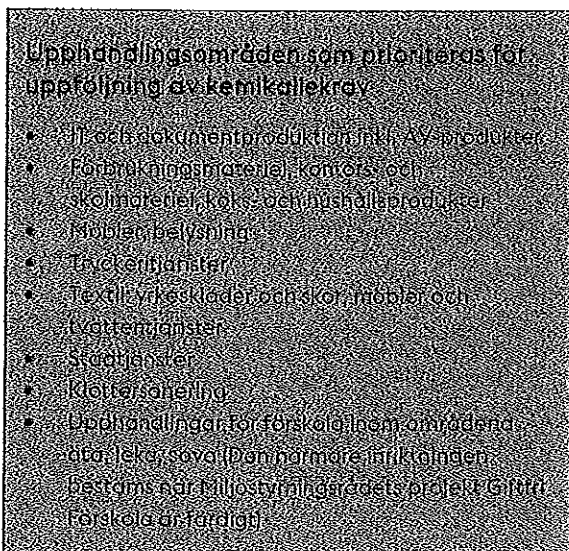 Upphandlingsområden som prioriteras för
uppföljning av kemikaliekrav
• IT och dokumentproduktion inkl. AV-produkter
• Förbrukningsmateriel, kontors- och
skolmateriel, köks- och hushållsprodukter
• Möbler, belysning
• Tryckeritjänster
• Textil: yrkeskläder och skor, möbler och
tvätteritjänster
• Städtjänster
• Klottersanering
• Upphandlingar för förskola inom områdena
äta, leka, sova (Den närmare inriktningen
bestäms när Miljöstyrningsrådets projekt Giftfri
Förskola är färdigt)